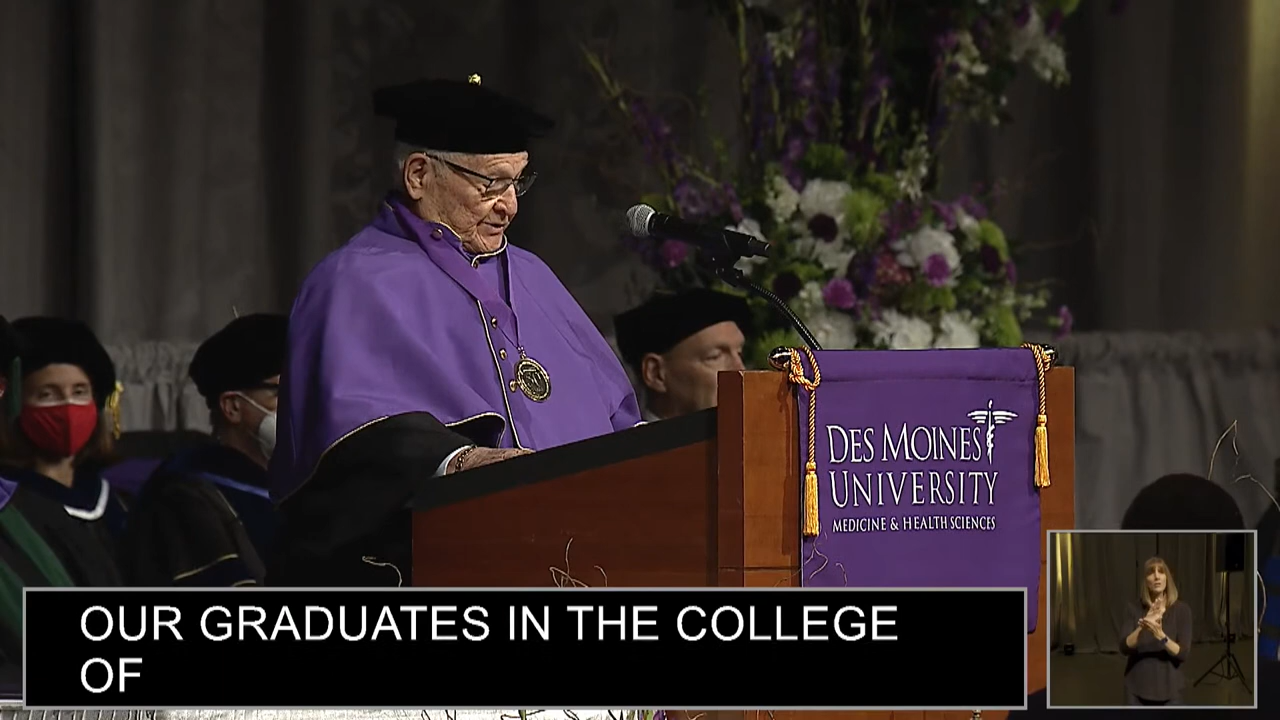 DES MOINES
UNIVERSITY
MEDICINE & HEALTH SCIENCES
OUR GRADUATES IN THE COLLEGE
OF